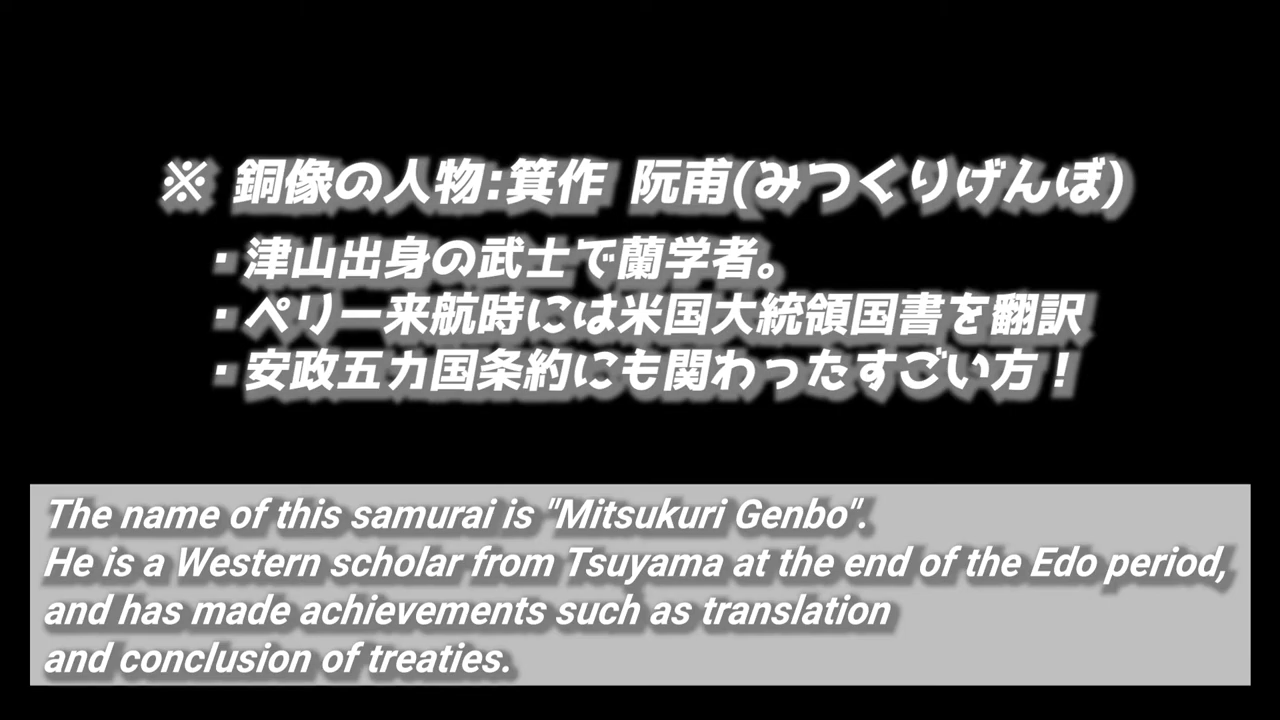 ※ 銅像の人物:箕作 阮甫(みつくりげんぼ)
・津山出身の武士で蘭学者。
・ペリー来航時には米国大統領国書を翻訳
・安政五カ国条約にも関わったすごい方！
The name of this samurai is "Mitsukuri Genbo".
He is a Western scholar from Tsuyama at the end of the Edo period,
and has made achievements such as translation
and conclusion of treaties.